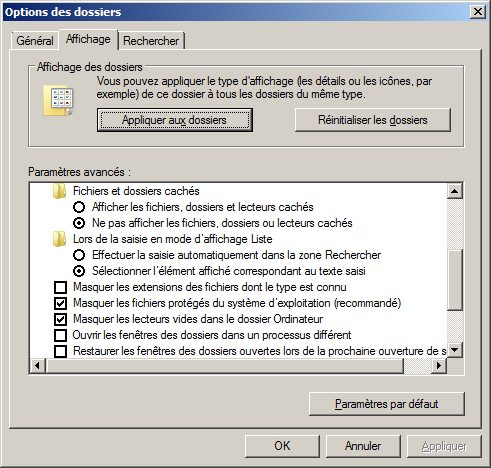 Options des dossiers
Général Affichage Rechercher
Affichage des dossiers
Vous pouvez appliquer le type d'affichage (les détails ou les icônes, par
exemple) de ce dossier à tous les dossiers du même type.
Appliquer aux dossiers Réinitialiser les dossiers
Paramètres avancés :
Fichiers et dossiers cachés
Afficher les fichiers, dossiers et lecteurs cachés
Ne pas afficher les fichiers, dossiers ou lecteurs cachés
Lors de la saisie en mode d'affichage Liste
Effectuer la saisie automatiquement dans la zone Rechercher
Sélectionner l'élément affiché correspondant au texte saisi
Masquer les extensions des fichiers dont le type est connu
Masquer les fichiers protégés du système d'exploitation (recommandé)
Masquer les lecteurs vides dans le dossier Ordinateur
Ouvrir les fenêtres des dossiers dans un processus différent
Restaurer les fenêtres des dossiers ouvertes lors de la prochaine ouverture de s
Paramètres par défaut
OK Annuler Appliquer